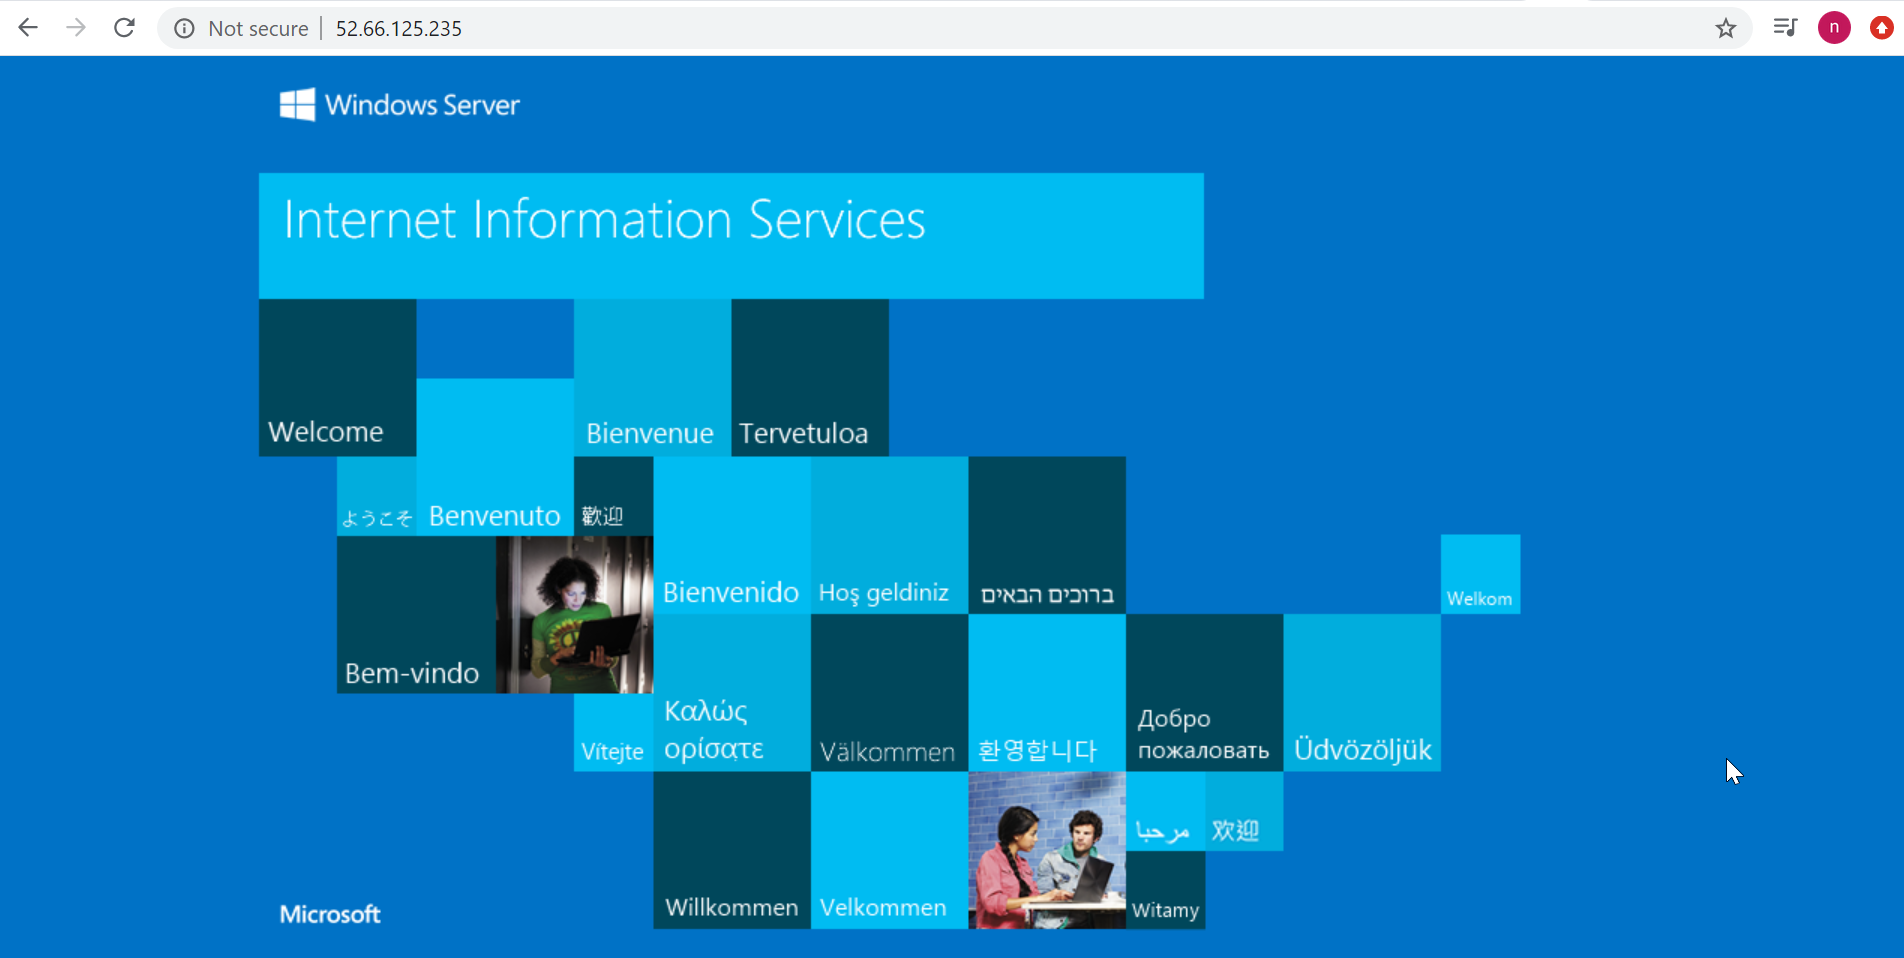 Not secure | 52.66.125.235
n
Windows Server
Internet Information Services
Welcome
Bienvenue
Tervetuloa
ようこそ
Benvenuto
歡迎
Bienvenido
Hoş geldiniz
ברוכים הבאים
Welkom
Bem-vindo
Vítejte
Καλώς
ορίσατε
Välkommen
환영합니다
Добро
пожаловать
Üdvözöljük
مرحبا
欢迎
Willkommen
Velkommen
Witamy
Microsoft